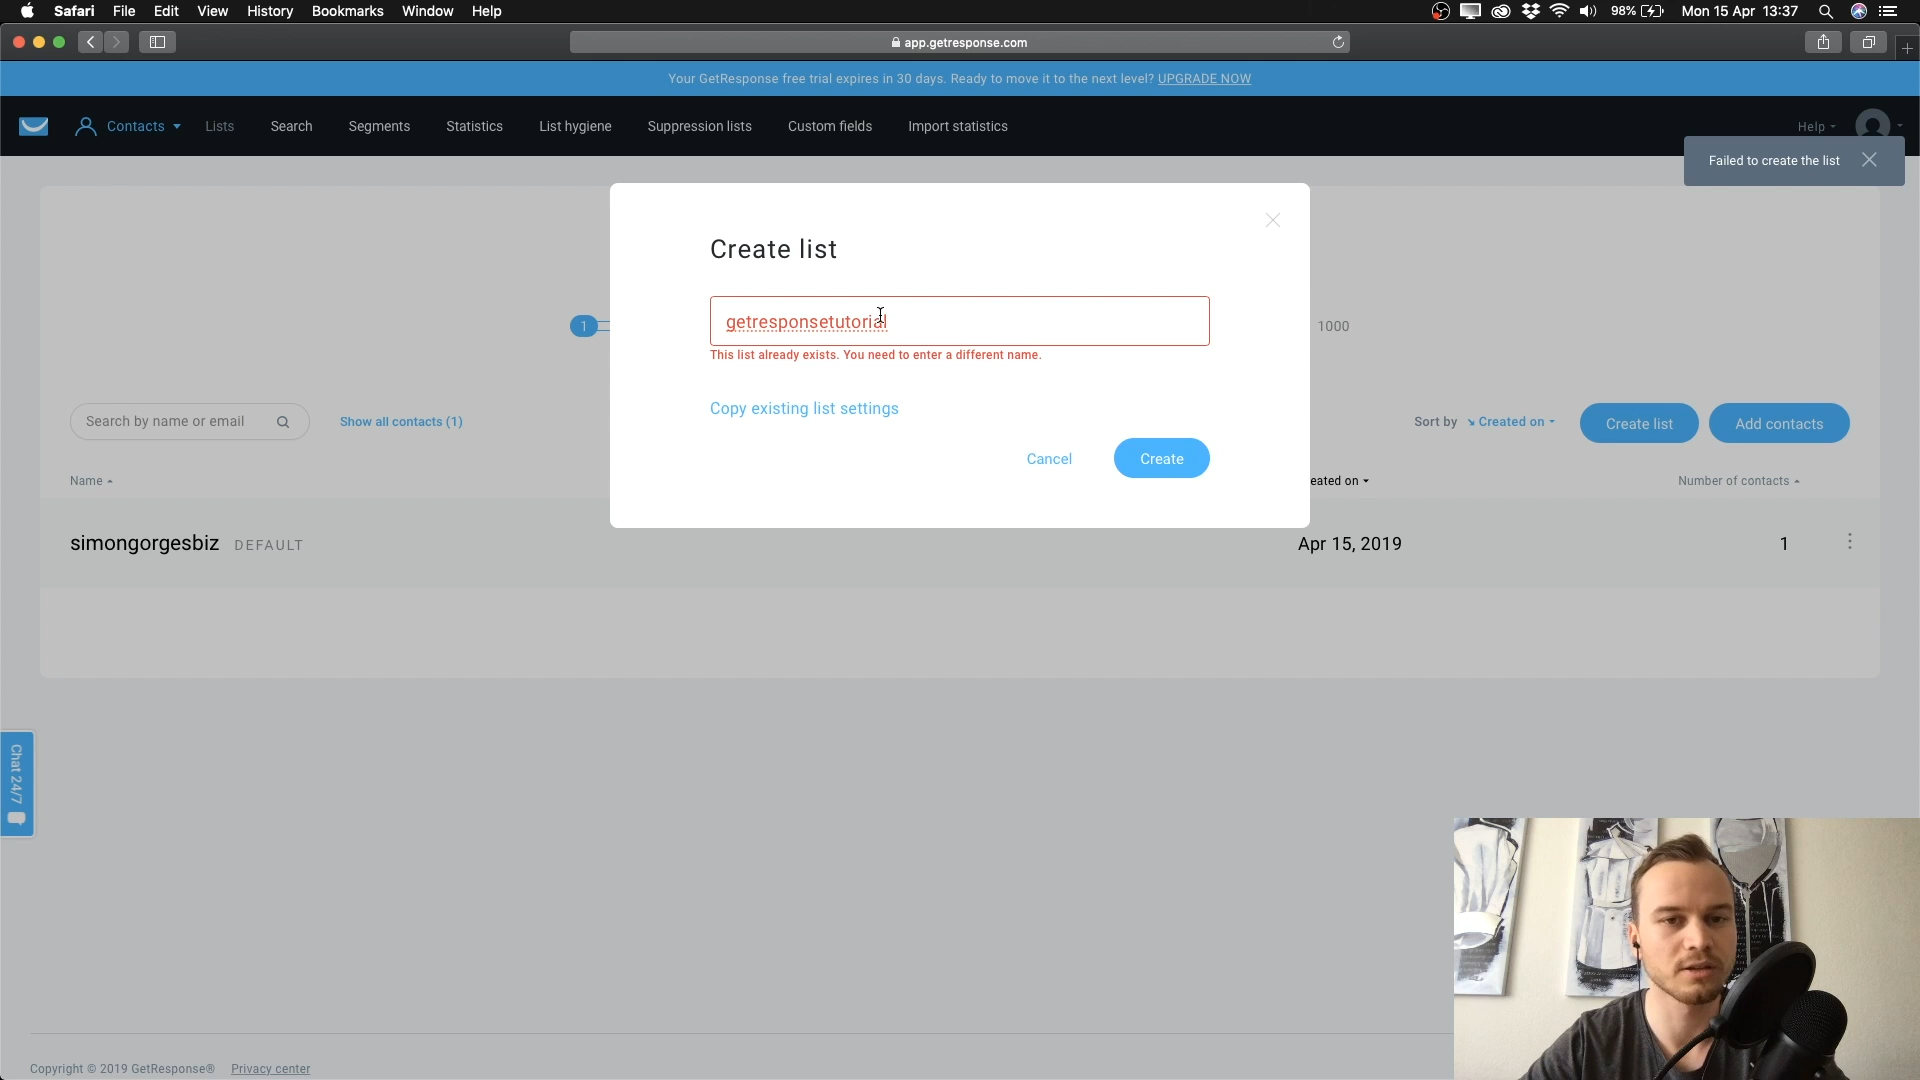 Safari File Edit View History Bookmarks Window Help 98% Mon 15 Apr 13:37
app.getresponse.com
Your GetResponse free trial expires in 30 days. Ready to move it to the next level? UPGRADE NOW
Contacts Lists Search Segments Statistics List hygiene Suppression lists Custom fields Import statistics Help
Failed to create the list
Create list
getresponsetutorial
This list already exists. You need to enter a different name.
1 1000
Copy existing list settings
Search by name or email Show all contacts (1) Sort by Created on Create list Add contacts
Cancel Create
Name eated on Number of contacts
simongorgesbiz DEFAULT Apr 15, 2019 1
Chat 24/7
Copyright © 2019 GetResponse® Privacy center